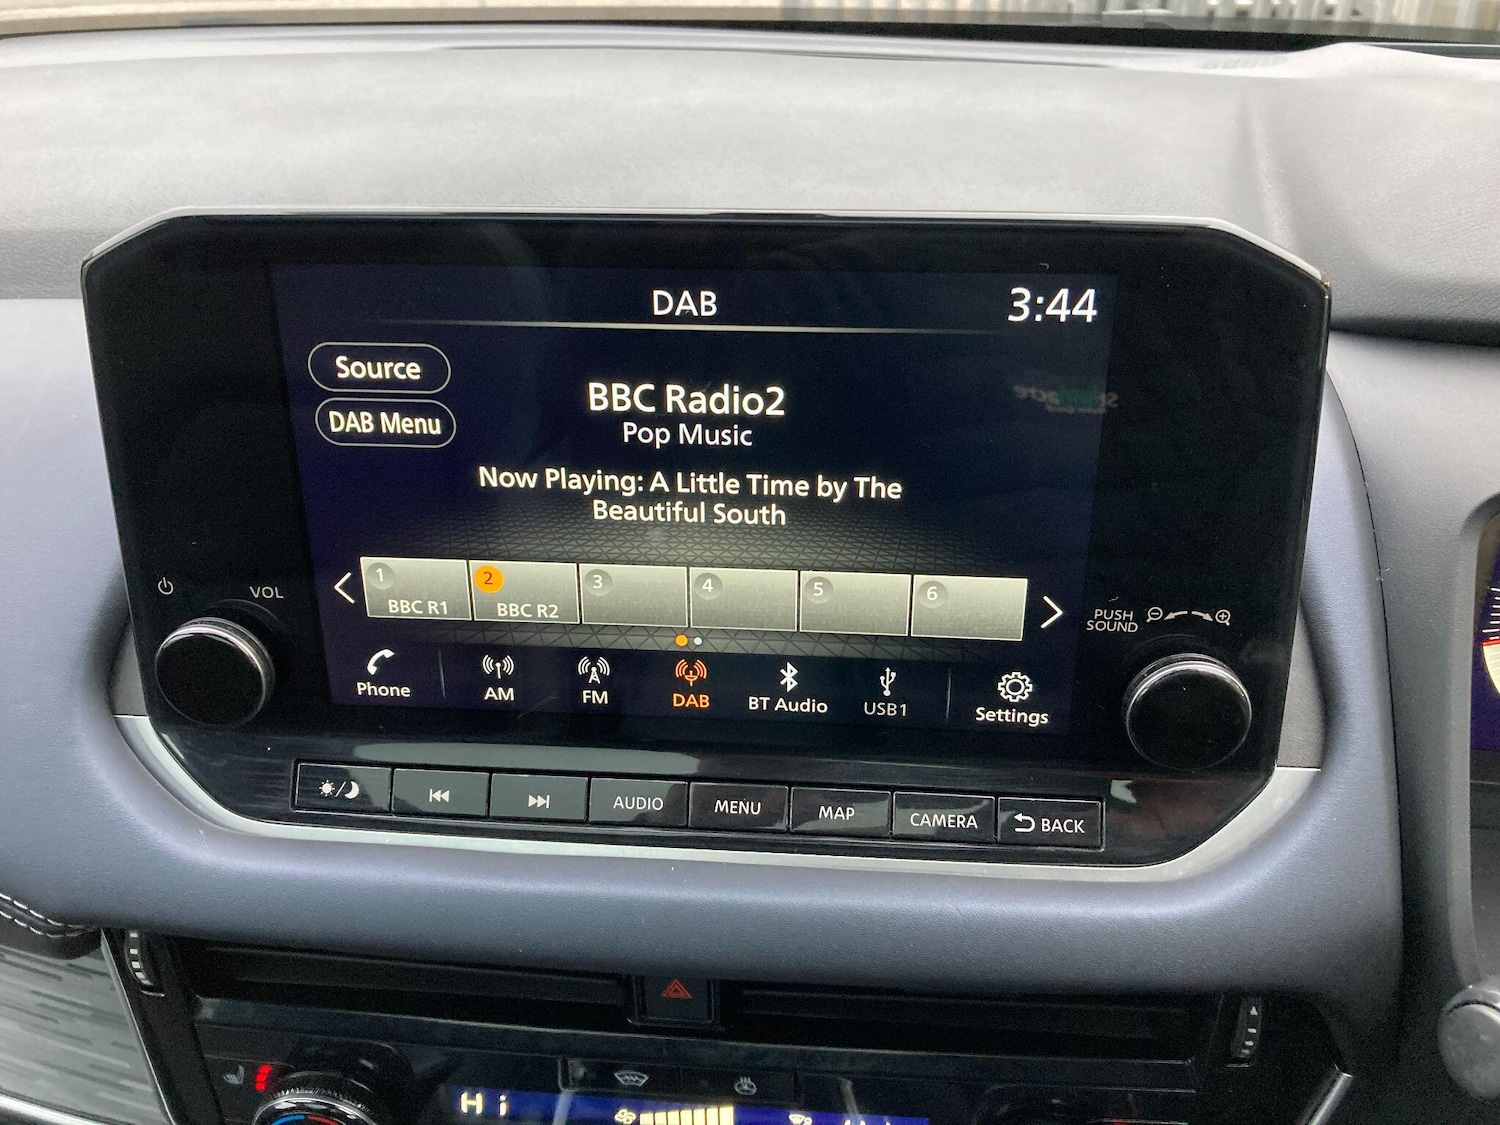 DAB
3:44
Source
DAB Menu
BBC Radio2
Pop Music
Now Playing: A Little Time by The
Beautiful South
1 2 3 4 5 6
BBC R1 BBC R2
VOL
PUSH
SOUND
Phone AM FM DAB BT Audio USB1 Settings
AUDIO MENU MAP CAMERA BACK
Hi